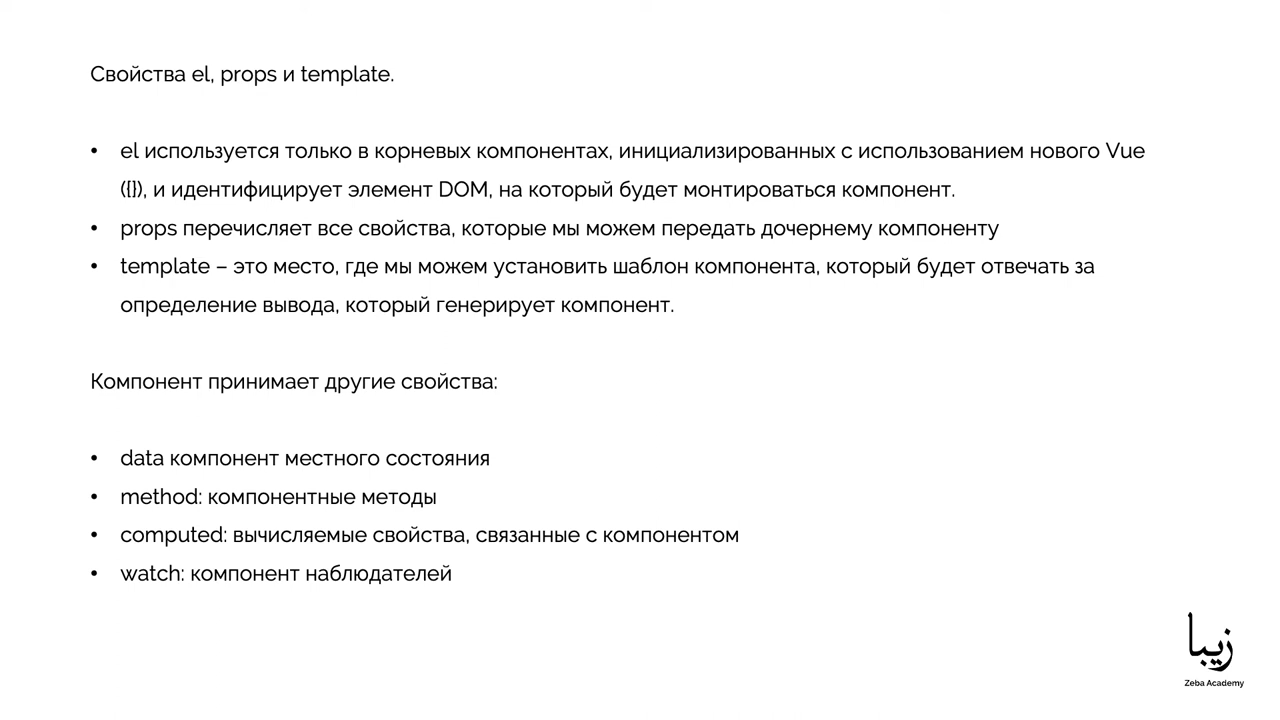 Свойства el, props и template.
• el используется только в корневых компонентах, инициализированных с использованием нового Vue
({}), и идентифицирует элемент DOM, на который будет монтироваться компонент.
• props перечисляет все свойства, которые мы можем передать дочернему компоненту
• template – это место, где мы можем установить шаблон компонента, который будет отвечать за
определение вывода, который генерирует компонент.
Компонент принимает другие свойства:
• data компонент местного состояния
• method: компонентные методы
• computed: вычисляемые свойства, связанные с компонентом
• watch: компонент наблюдателей
زیبا
Zeba Academy